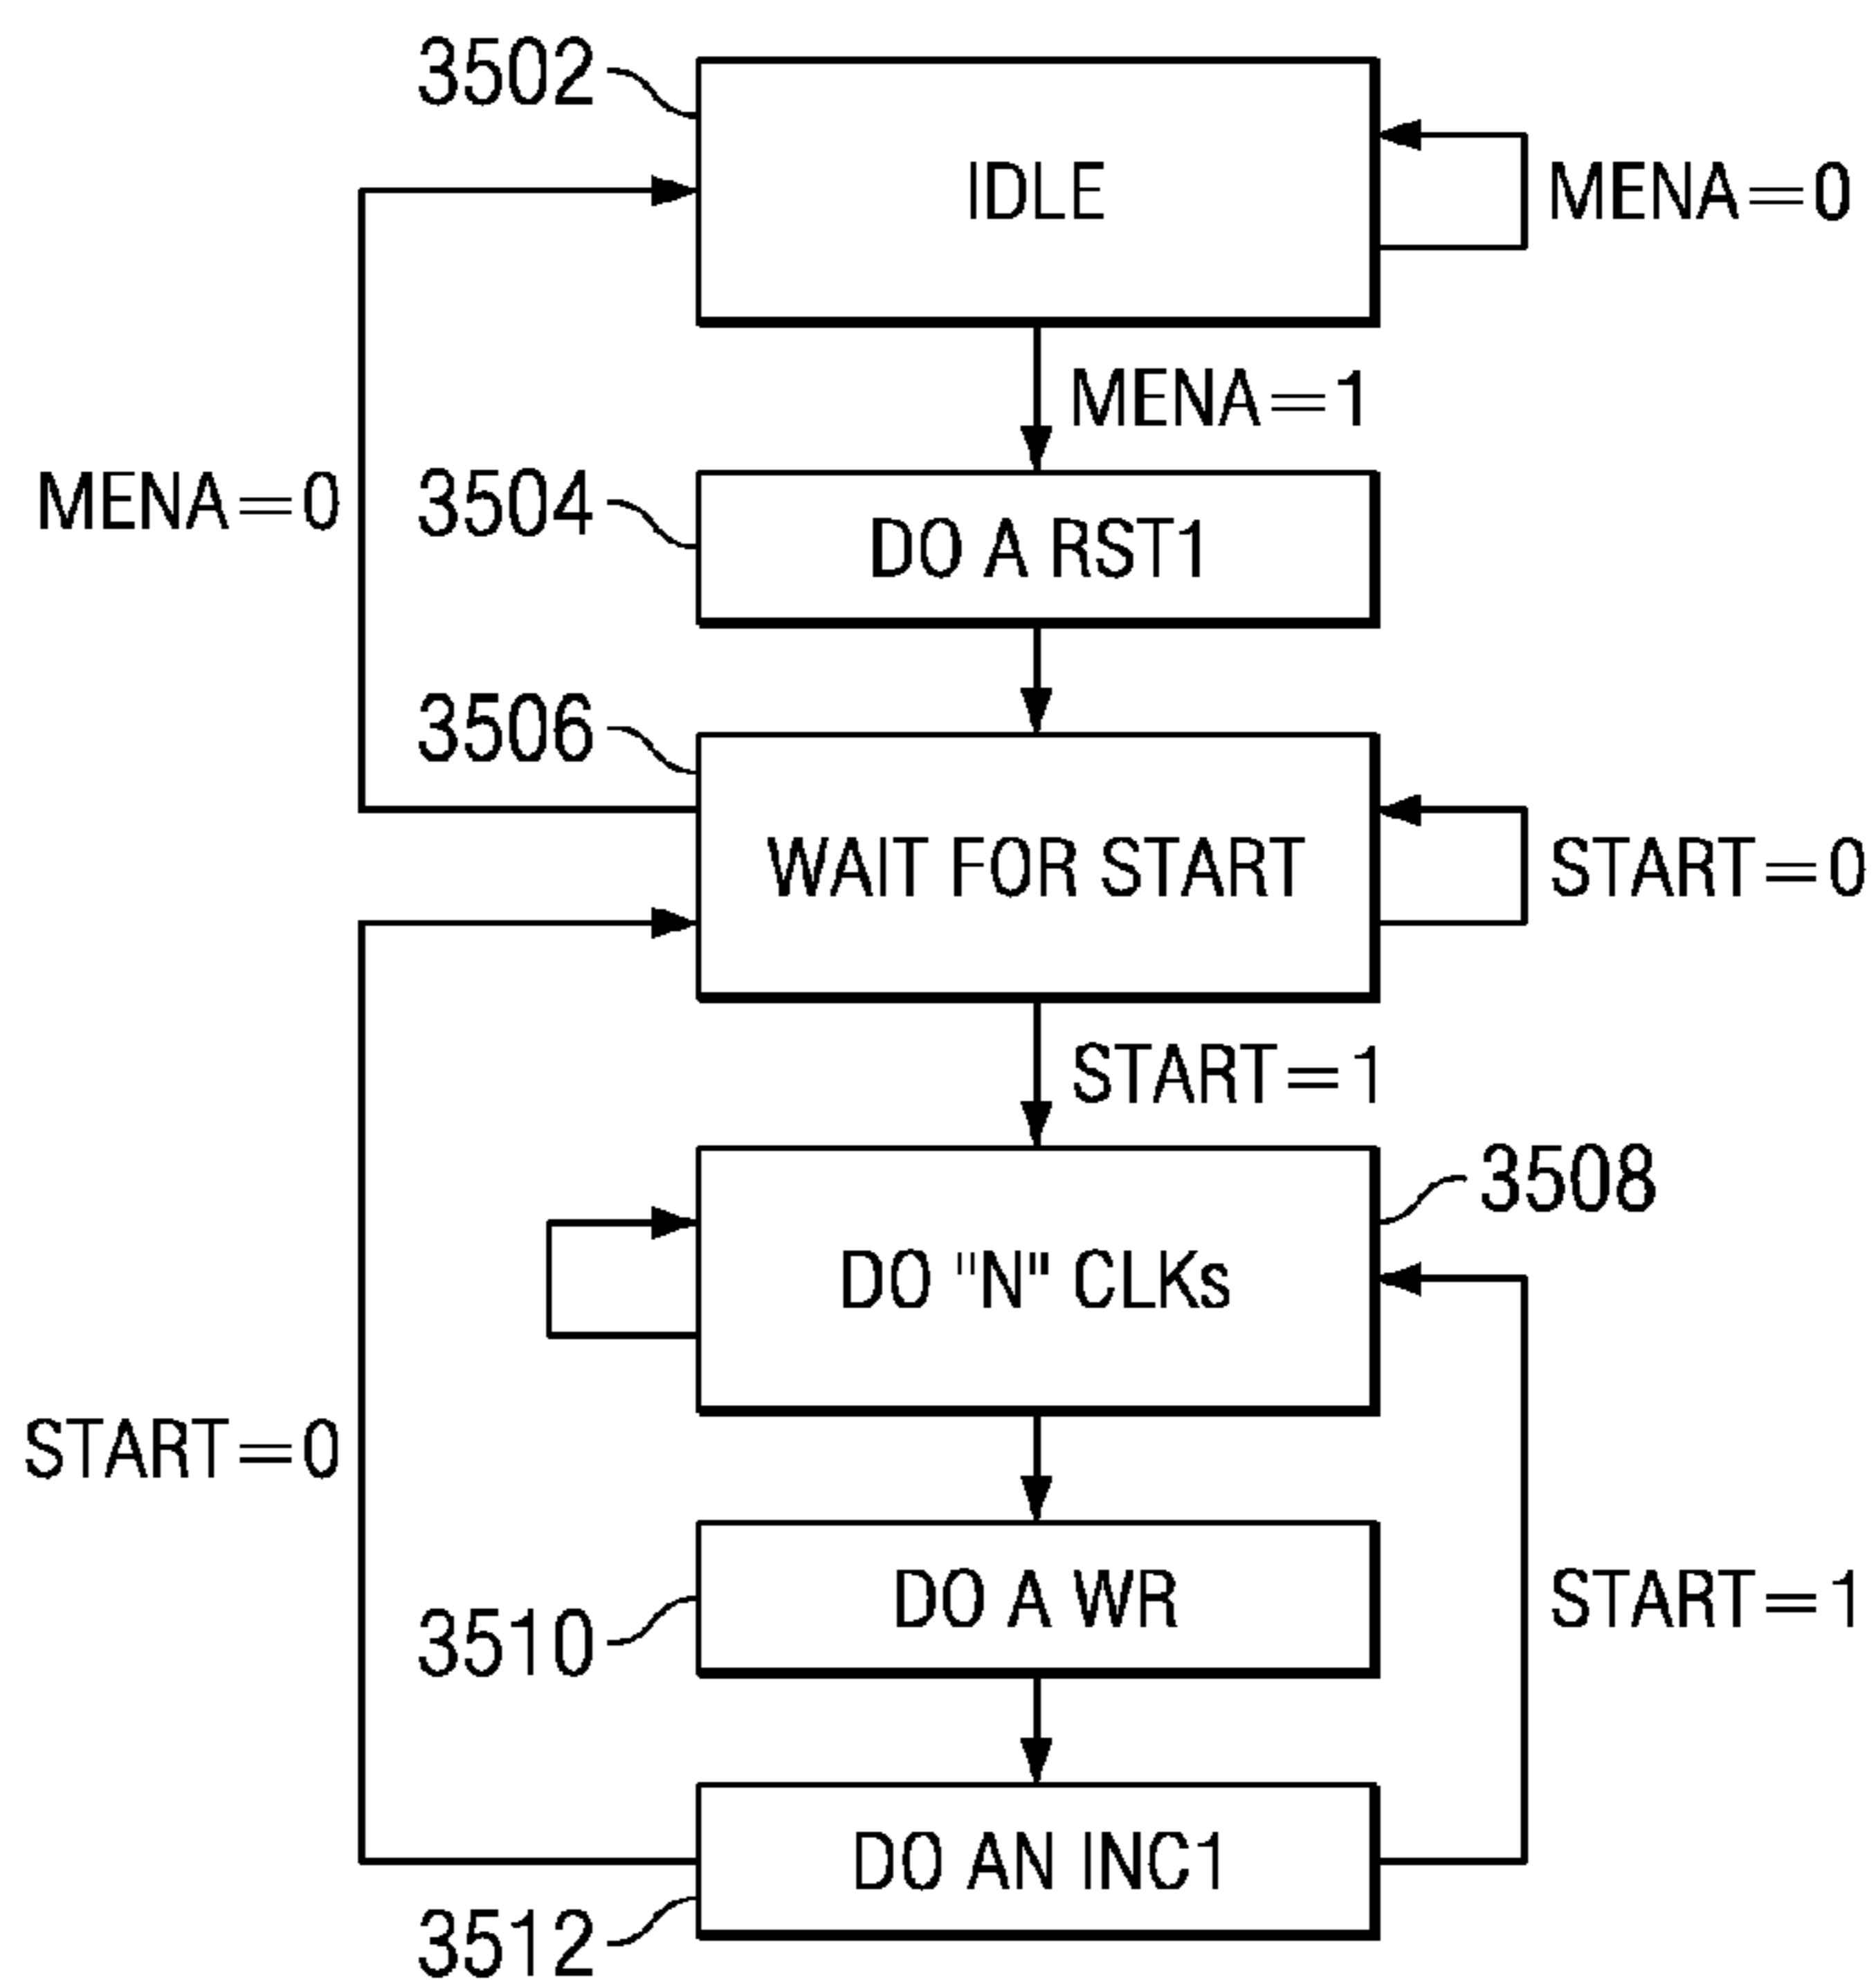 3502
IDLE
MENA=0
MENA=1
MENA=0
3504
DO A RST1
3506
WAIT FOR START
START=0
START=1
3508
DO "N" CLKs
START=0
DO A WR
START=1
3510
DO AN INC1
3512